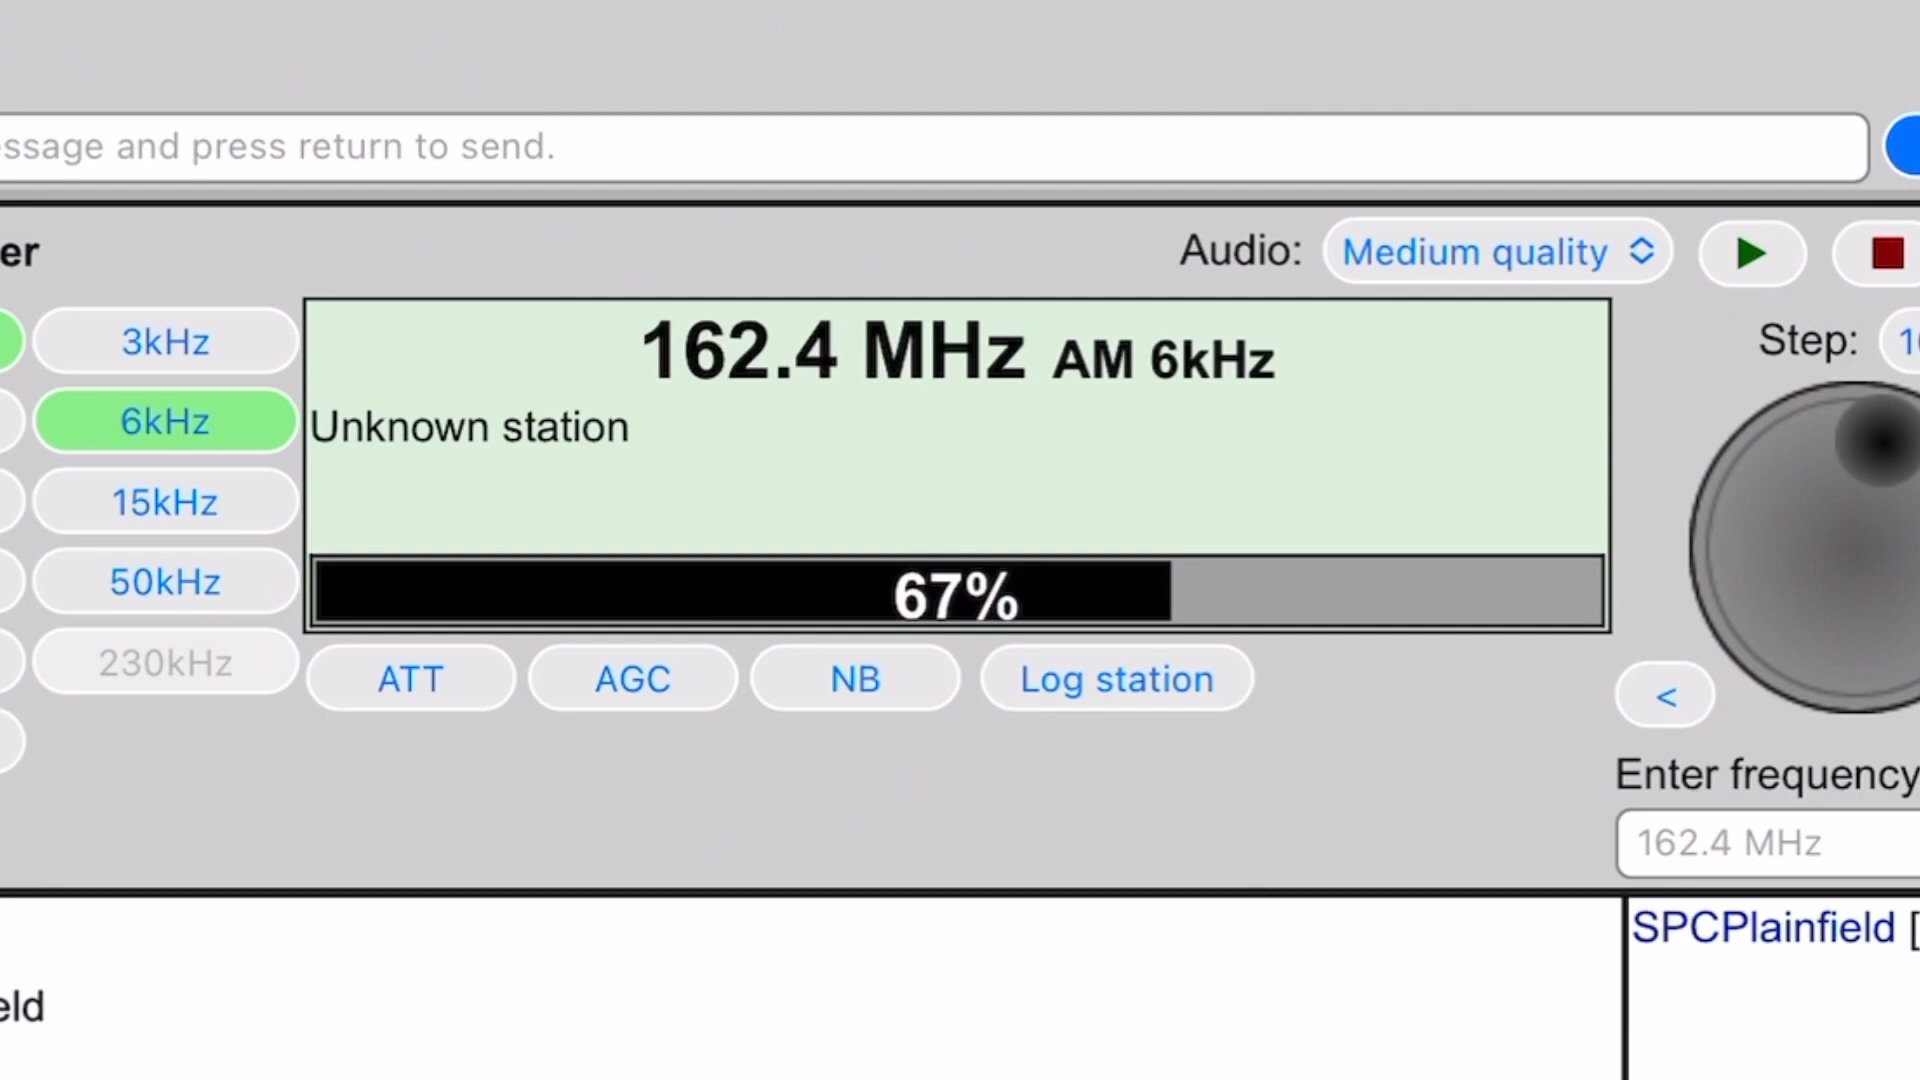 ssage and press return to send.
er
Audio: Medium quality
3kHz
162.4 MHz AM 6kHz
Step: 1
6kHz
Unknown station
15kHz
50kHz
67%
230kHz
ATT AGC NB Log station
<
Enter frequency
162.4 MHz
SPCPlainfield [
eld